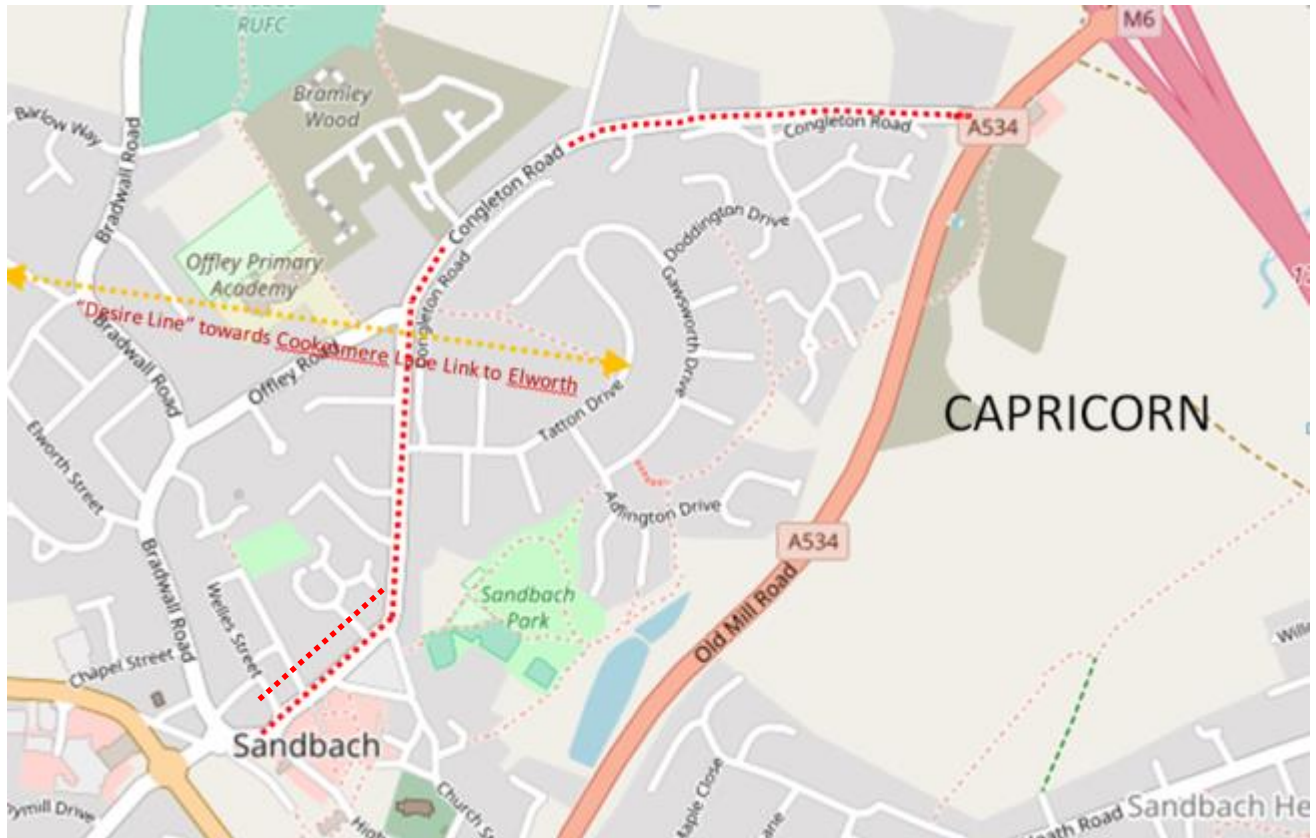 RUFC
M6
Bramley
Wood
Barlow Way
Bradwall Road
Congleton Road
A534
Congleton Road
Doddington Drive
Offley Primary
Academy
Congleton Road
Gawsworth Drive
"Desire Line" towards Cookesmere Lane Link to Elworth
Bradwall Road
Offley Road
Tatton Drive
CAPRICORN
Elworth Street
Adlington Drive
A534
Bradwall Road
Welles Street
Sandbach
Park
Old Mill Road
Chapel Street
Sandbach
Maple Close
Church
Heath Road
Sandbach He